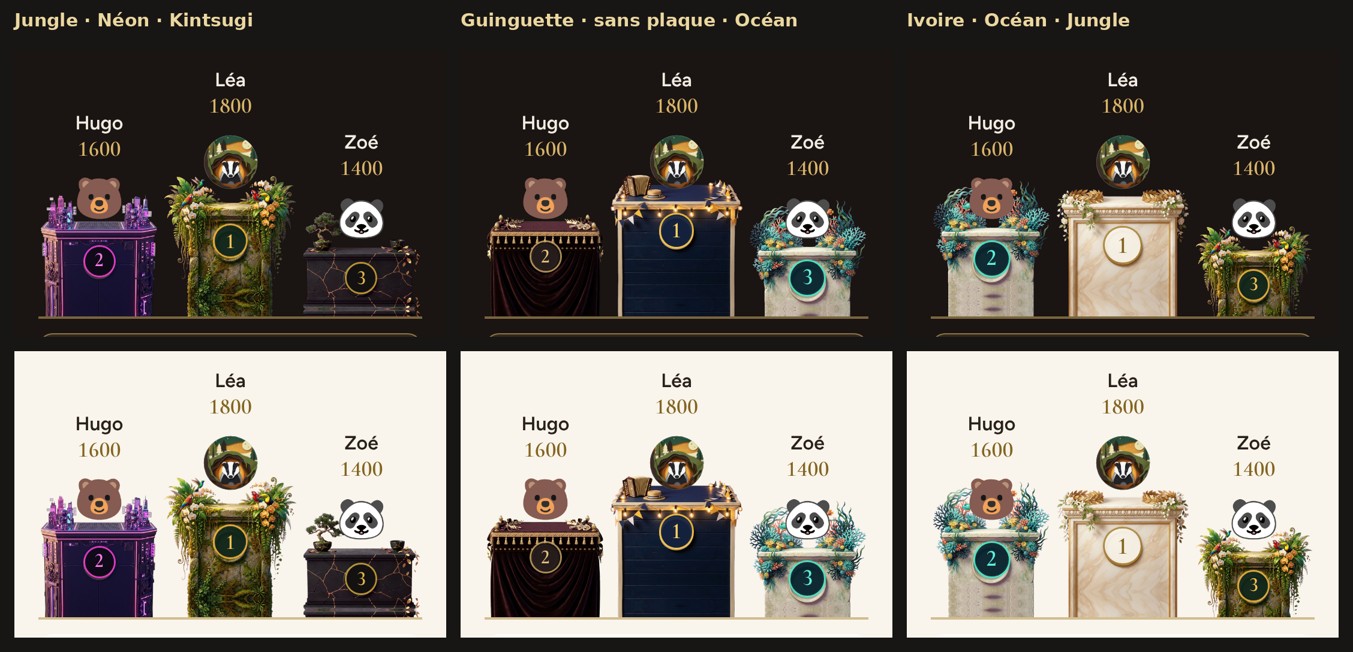 Jungle · Néon · Kintsugi
Léa
1800
Hugo
1600
Zoé
1400
1
2
3
Guinguette · sans plaque · Océan
Léa
1800
Hugo
1600
Zoé
1400
1
2
3
Ivoire · Océan · Jungle
Léa
1800
Hugo
1600
Zoé
1400
1
2
3
Léa
1800
Hugo
1600
Zoé
1400
1
2
3
Léa
1800
Hugo
1600
Zoé
1400
1
2
3
Léa
1800
Hugo
1600
Zoé
1400
1
2
3